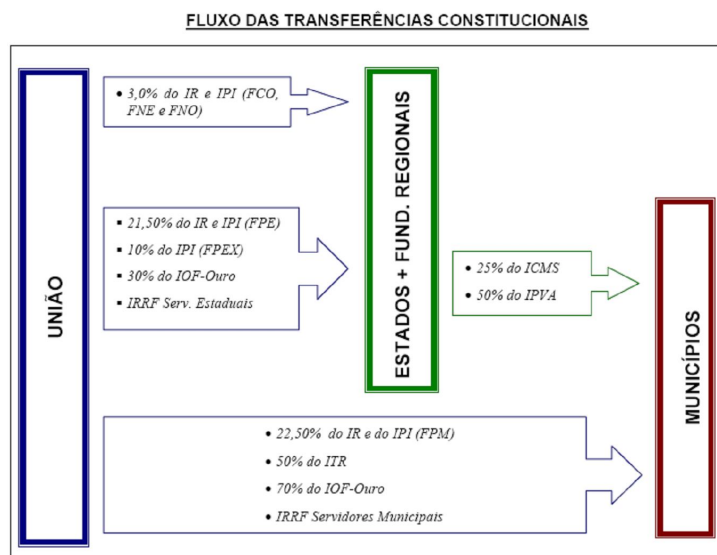 FLUXO DAS TRANSFERÊNCIAS CONSTITUCIONAIS
UNIÃO
• 3,0% do IR e IPI (FCO,
FNE e FNO)
▪ 21,50% do IR e IPI (FPE)
▪ 10% do IPI (FPEX)
▪ 30% do IOF-Ouro
▪ IRRF Serv. Estaduais
ESTADOS + FUND. REGIONAIS
• 25% do ICMS
• 50% do IPVA
MUNICÍPIOS
• 22,50% do IR e do IPI (FPM)
• 50% do ITR
• 70% do IOF-Ouro
• IRRF Servidores Municipais